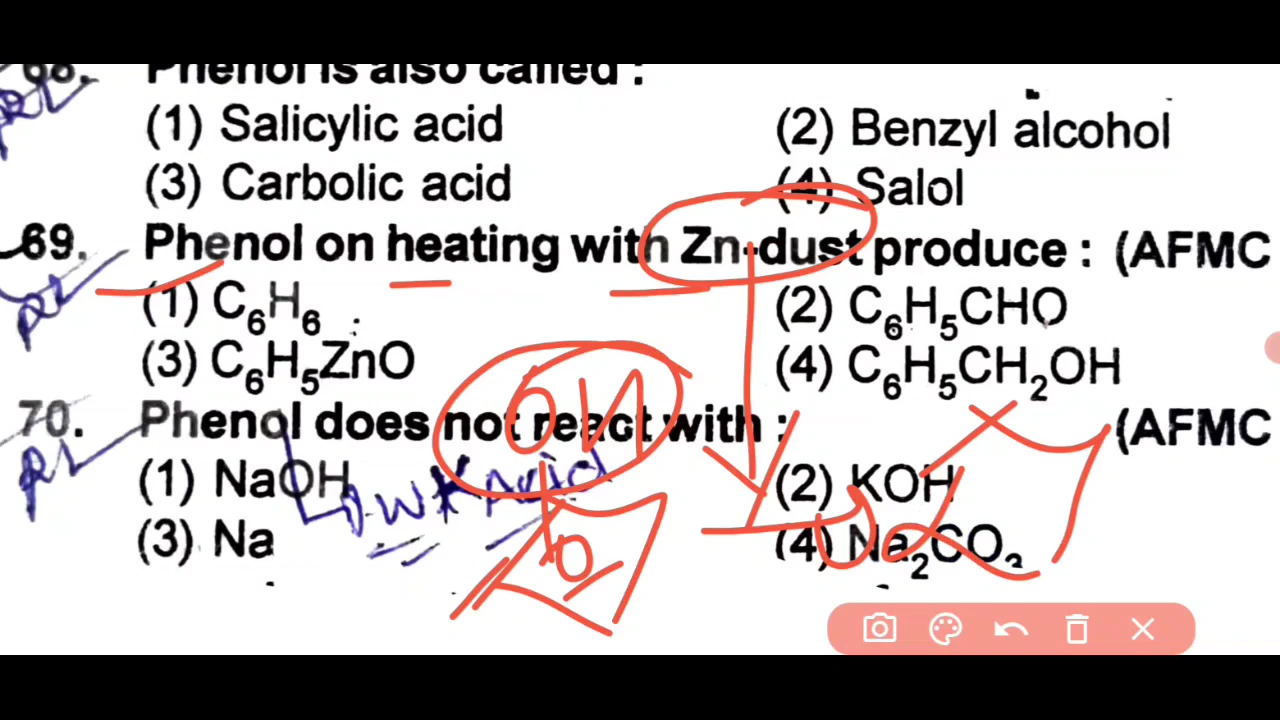 68. Phenol is also called :
(1) Salicylic acid (2) Benzyl alcohol
(3) Carbolic acid (4) Salol
69. Phenol on heating with Zn-dust produce : (AFMC
(1) C₆H₆ (2) C₆H₅CHO
(3) C₆H₅ZnO (4) C₆H₅CH₂OH
OH
70. Phenol does not react with : (AFMC
(1) NaOH (2) KOH
(3) Na (4) Na₂CO₃